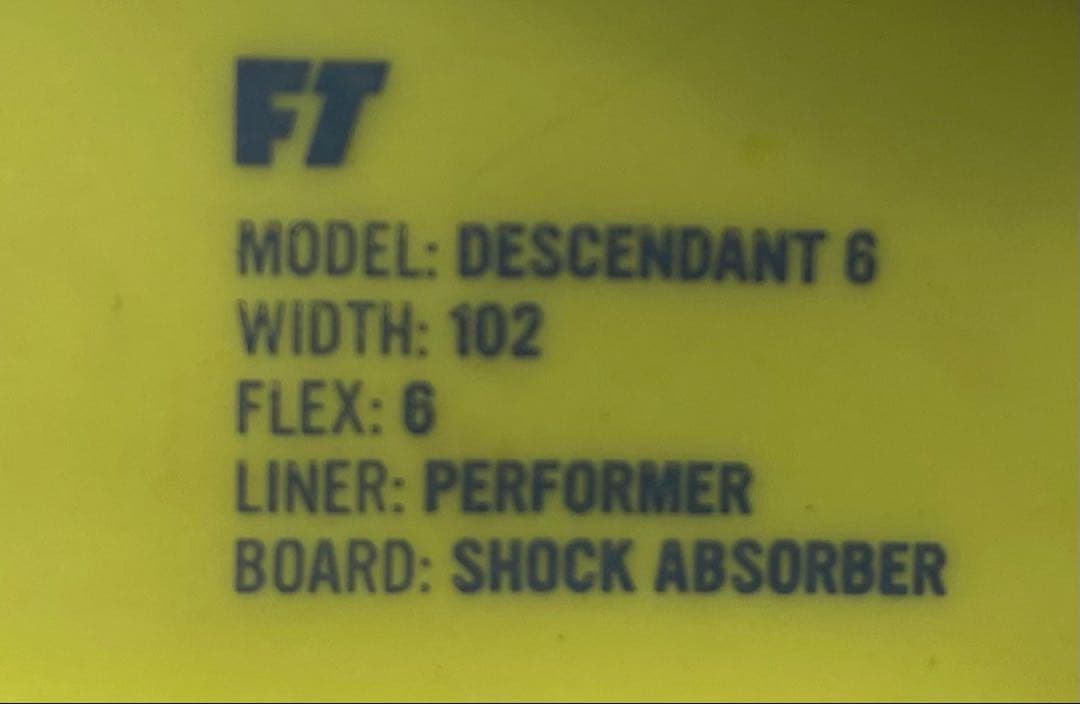 FT
MODEL: DESCENDANT 6
WIDTH: 102
FLEX: 6
LINER: PERFORMER
BOARD: SHOCK ABSORBER